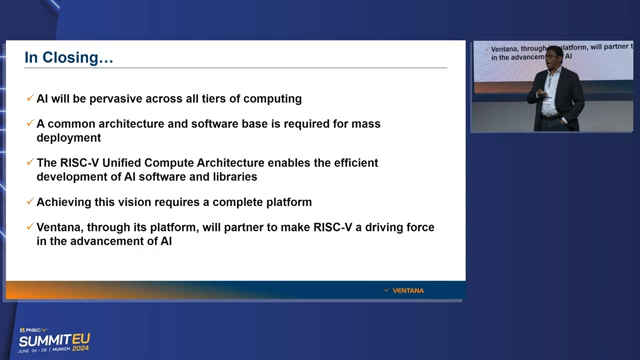 In Closing…
✓ AI will be pervasive across all tiers of computing
✓ A common architecture and software base is required for mass
deployment
✓ The RISC-V Unified Compute Architecture enables the efficient
development of AI software and libraries
✓ Achieving this vision requires a complete platform
✓ Ventana, through its platform, will partner to make RISC-V a driving force
in the advancement of AI
VENTANA
✓ Ventana, through its platform, will partner t
in the advancement of AI
RISC-V
SUMMIT EU
JUNE 24 - 28 | MUNICH 2024